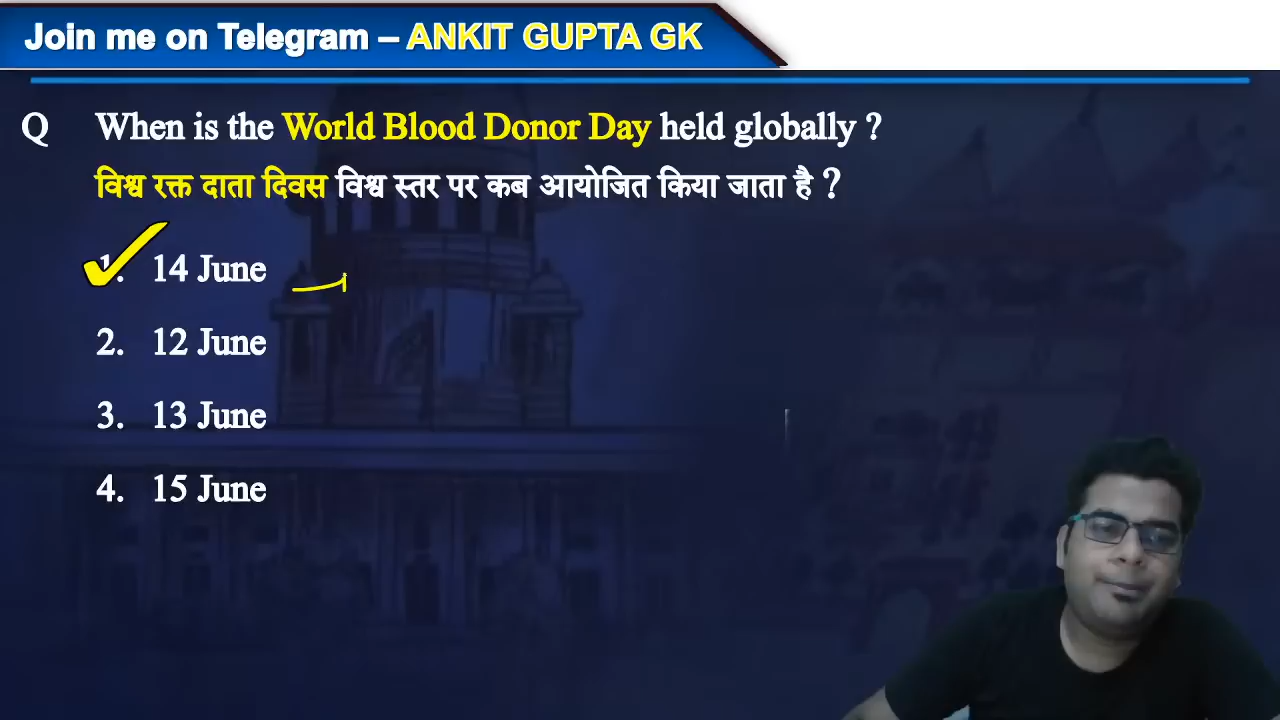 Join me on Telegram – ANKIT GUPTA GK
Q When is the World Blood Donor Day held globally ?
विश्व रक्त दाता दिवस विश्व स्तर पर कब आयोजित किया जाता है ?
1. 14 June
2. 12 June
3. 13 June
4. 15 June